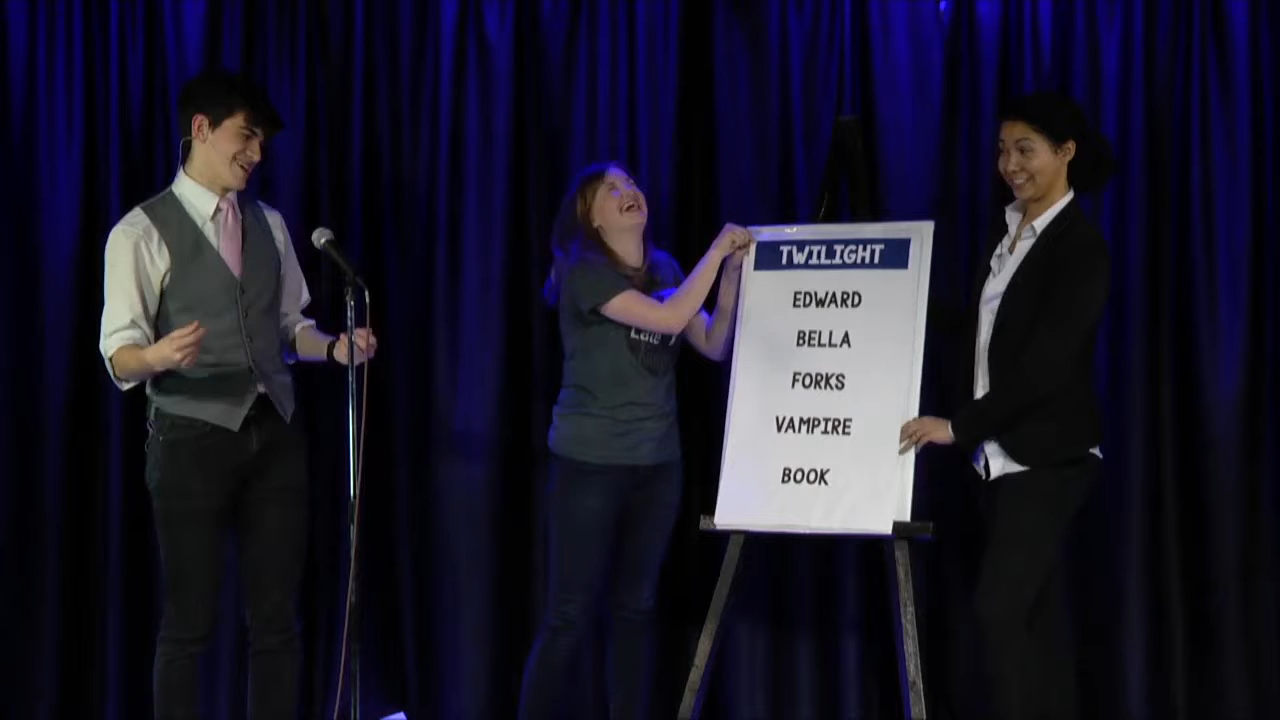 TWILIGHT
EDWARD
BELLA
FORKS
VAMPIRE
BOOK